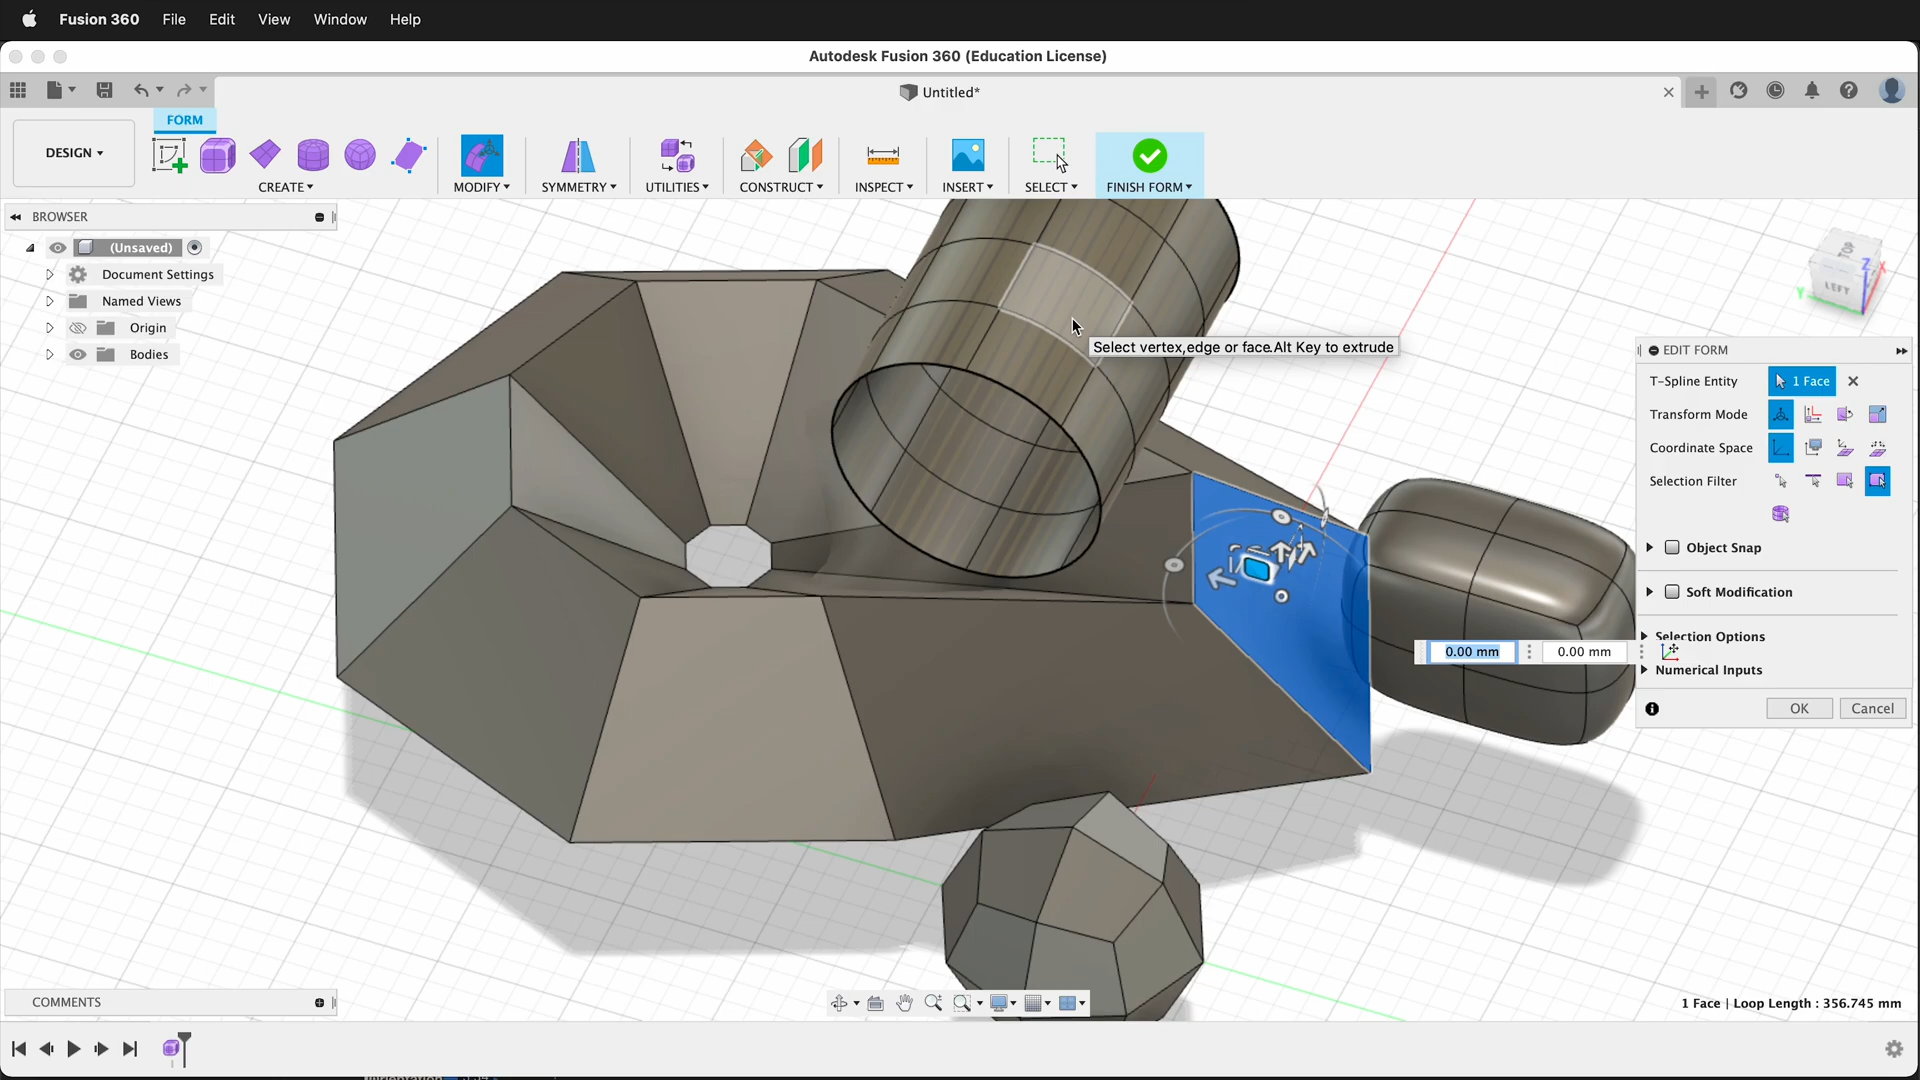 Fusion 360 File Edit View Window Help
Autodesk Fusion 360 (Education License)
Untitled*
FORM
DESIGN
CREATE MODIFY SYMMETRY UTILITIES CONSTRUCT INSPECT INSERT SELECT FINISH FORM
BROWSER
(Unsaved)
Document Settings
Named Views
Origin
Bodies
TOP
LEFT
Z
X
Y
Select vertex,edge or face.Alt Key to extrude
EDIT FORM
T-Spline Entity 1 Face
Transform Mode
Coordinate Space
Selection Filter
Object Snap
Soft Modification
Selection Options
0.00 mm 0.00 mm
Numerical Inputs
OK Cancel
COMMENTS
1 Face | Loop Length : 356.745 mm